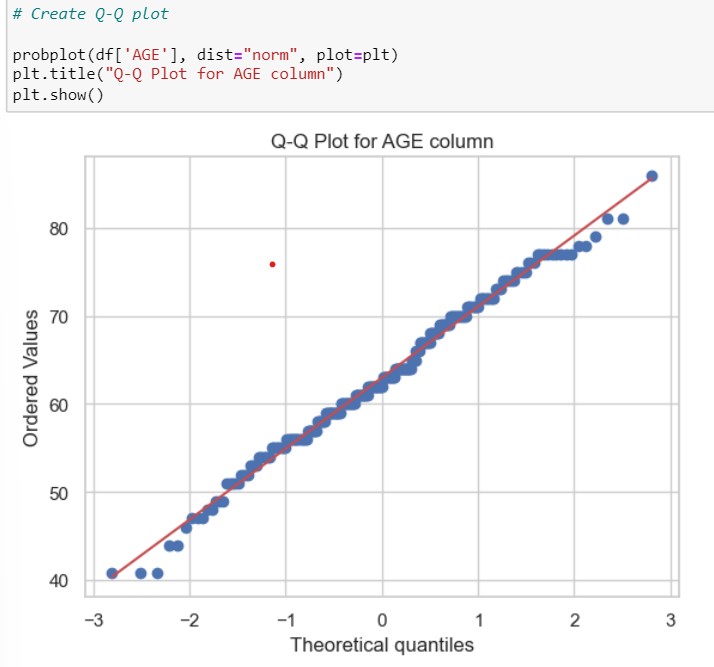 # Create Q-Q plot
probplot(df['AGE'], dist="norm", plot=plt)
plt.title("Q-Q Plot for AGE column")
plt.show()
Q-Q Plot for AGE column
80
70
60
50
40
Ordered Values
−3 −2 −1 0 1 2 3
Theoretical quantiles